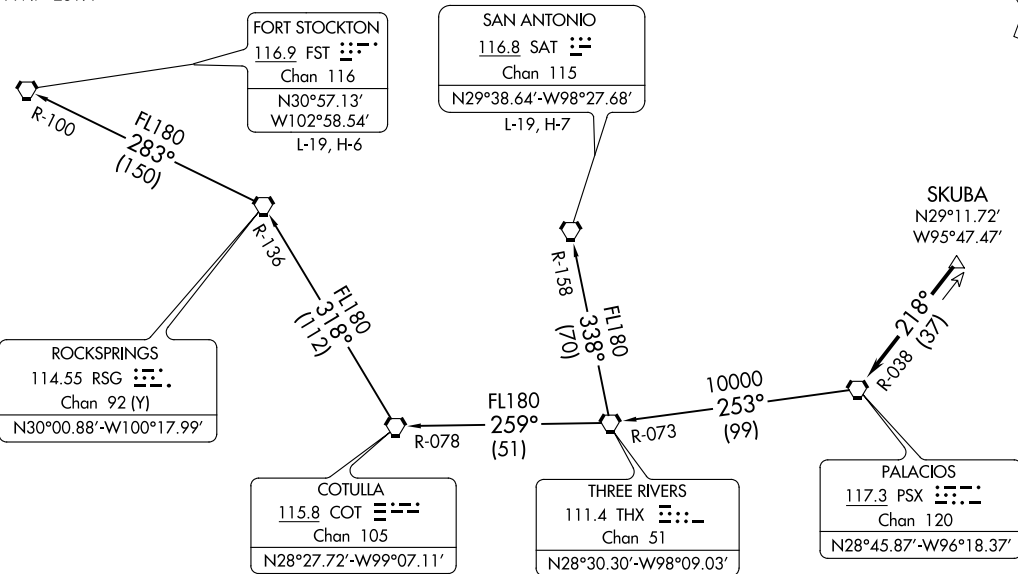 FORT STOCKTON
116.9 FST
Chan 116
N30°57.13'
W102°58.54'
L-19, H-6
SAN ANTONIO
116.8 SAT
Chan 115
N29°38.64'-W98°27.68'
L-19, H-7
SKUBA
N29°11.72'
W95°47.47'
R-100
FL180
283°
(150)
R-136
FL180
318°
(112)
R-158
FL180
338°
(70)
218°
(37)
R-038
ROCKSPRINGS
114.55 RSG
Chan 92 (Y)
N30°00.88'-W100°17.99'
FL180
259°
(51)
R-078
10000
253°
(99)
R-073
COTULLA
115.8 COT
Chan 105
N28°27.72'-W99°07.11'
THREE RIVERS
111.4 THX
Chan 51
N28°30.30'-W98°09.03'
PALACIOS
117.3 PSX
Chan 120
N28°45.87'-W96°18.37'